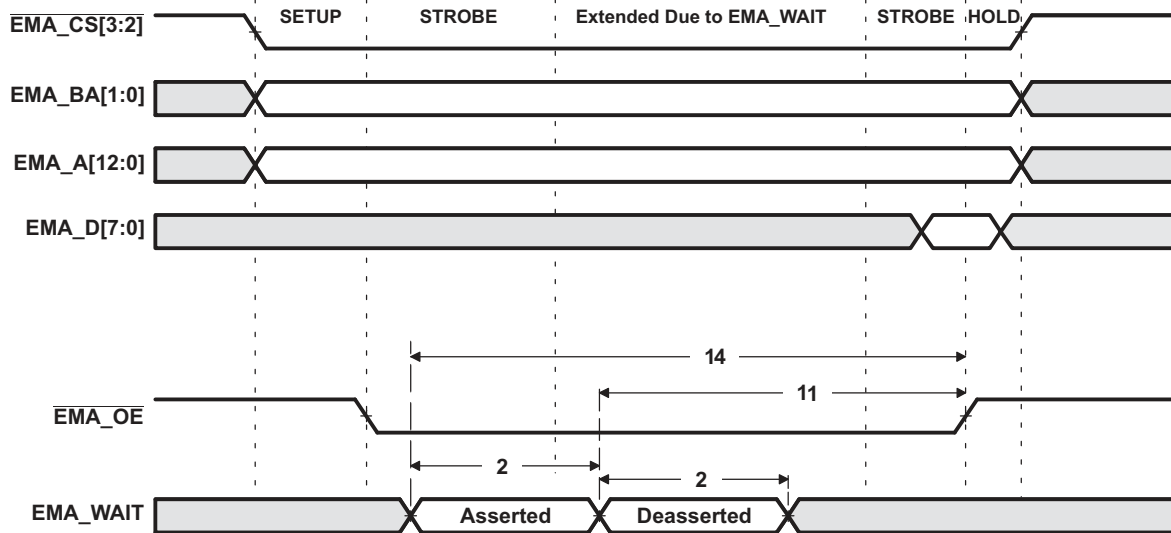 SETUP STROBE Extended Due to EMA_WAIT STROBE HOLD
EMA_CS[3:2]
EMA_BA[1:0]
EMA_A[12:0]
EMA_D[7:0]
14
11
EMA_OE
2
2
EMA_WAIT Asserted Deasserted